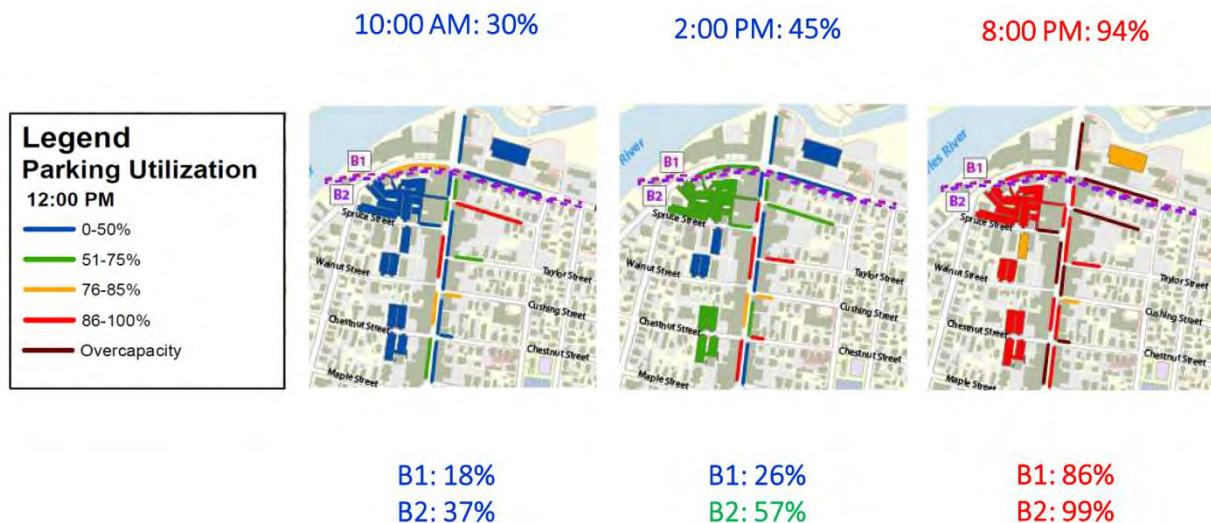 10:00 AM: 30%
2:00 PM: 45%
8:00 PM: 94%
Legend
Parking Utilization
12:00 PM
0-50%
51-75%
76-85%
86-100%
Overcapacity
B1
B2
Spruce Street
Walnut Street
Chestnut Street
Maple Street
Taylor Street
Cushing Street
Chestnut Street
River
B1
B2
Spruce Street
Walnut Street
Chestnut Street
Maple Street
Taylor Street
Cushing Street
Chestnut Street
les River
B1
B2
Spruce Street
Walnut Street
Chestnut Street
Maple Street
Taylor Street
Cushing Street
Chestnut Street
B1: 18%
B2: 37%
B1: 26%
B2: 57%
B1: 86%
B2: 99%